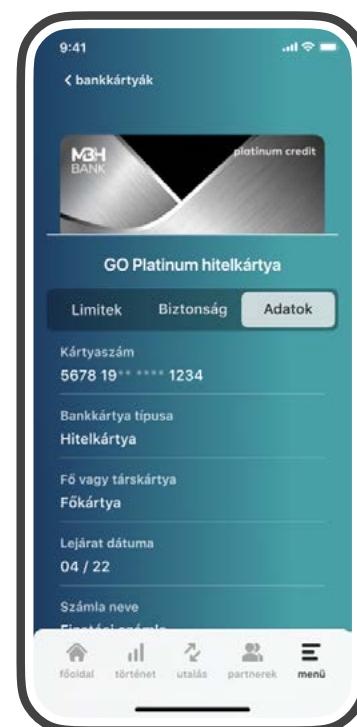 9:41
< bankkártyák
MBH
BANK
platinum credit
GO Platinum hitelkártya
Limitek Biztonság Adatok
Kártyaszám
5678 19** **** 1234
Bankkártya típusa
Hitelkártya
Fő vagy társkártya
Főkártya
Lejárat dátuma
04 / 22
Számla neve
főoldal történet utalás partnerek menü